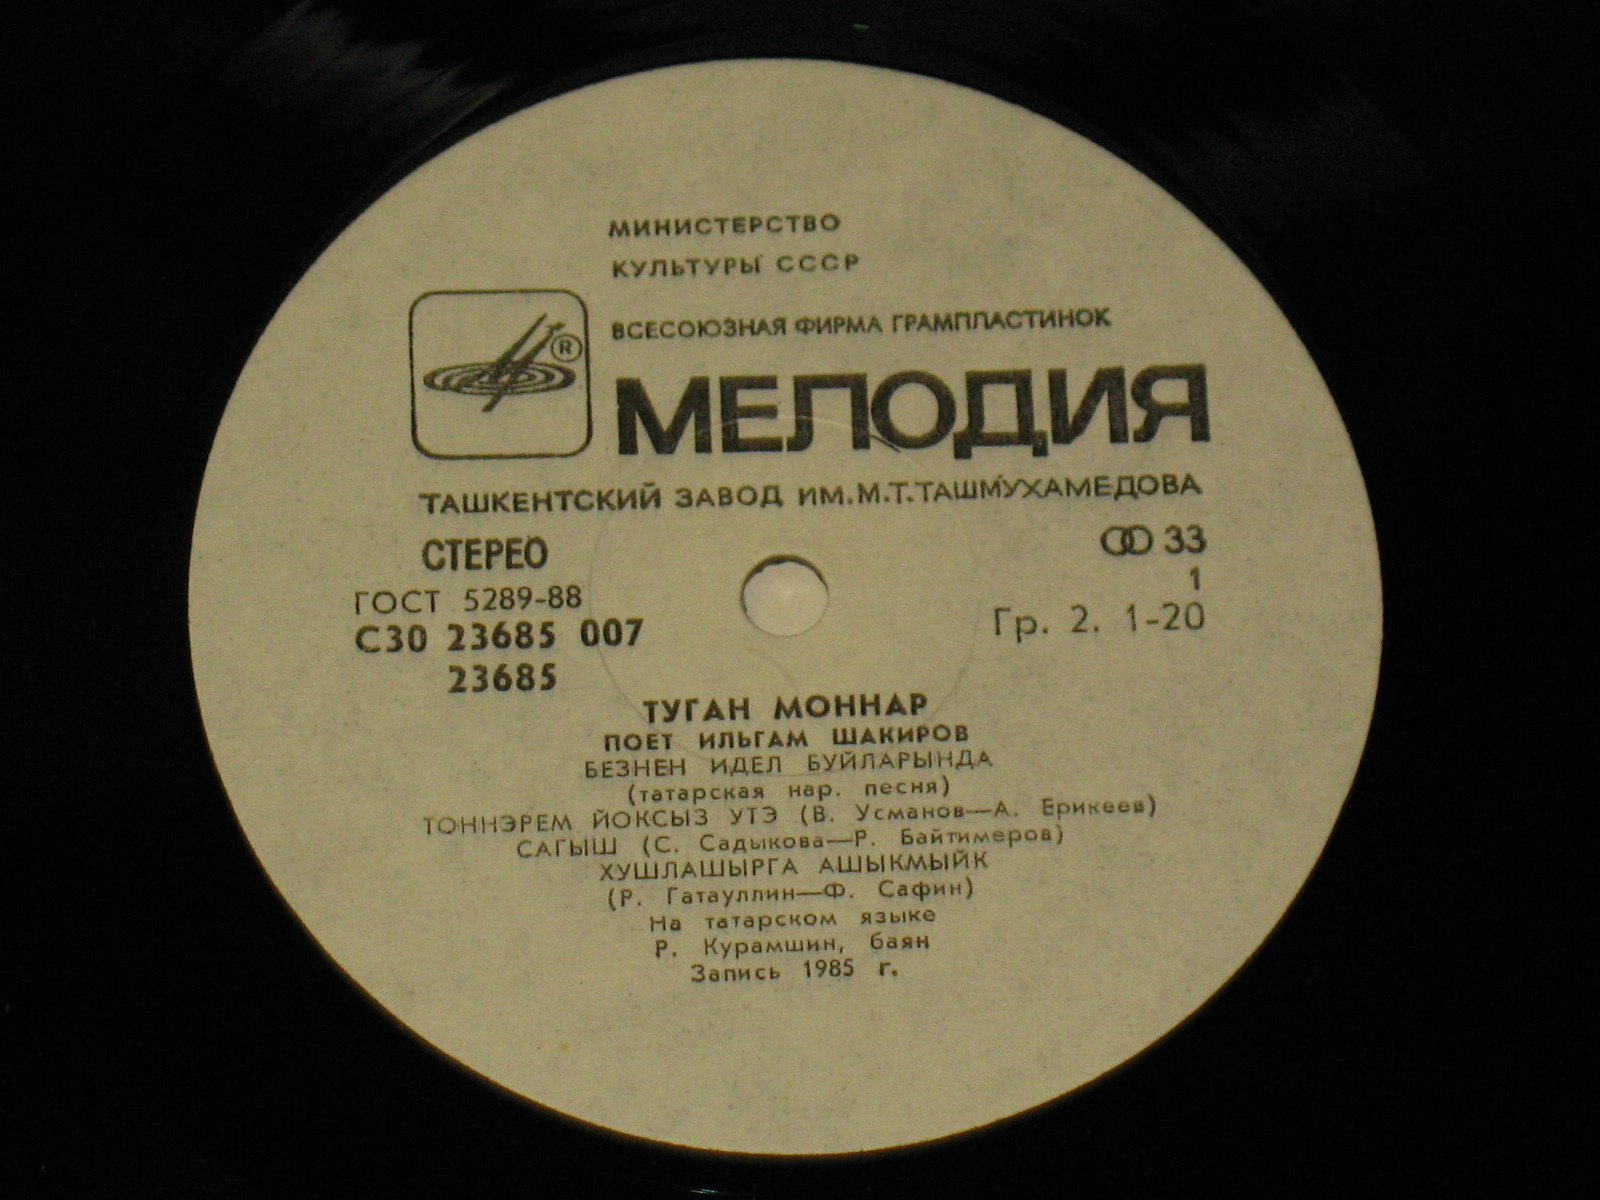 МИНИСТЕРСТВО
КУЛЬТУРЫ СССР
ВСЕСОЮЗНАЯ ФИРМА ГРАМПЛАСТИНОК
®
МЕЛОДИЯ
ТАШКЕНТСКИЙ ЗАВОД ИМ.М.Т.ТАШМУХАМЕДОВА
СТЕРЕО
ГОСТ 5289-88
С30 23685 007
23685
33
1
Гр. 2. 1-20
ТУГАН МОННАР
ПОЕТ ИЛЬГАМ ШАКИРОВ
БЕЗНЕН ИДЕЛ БУЙЛАРЫНДА
(татарская нар. песня)
ТОННЭРЕМ ЙОКСЫЗ УТЭ (В. Усманов—А. Ерикеев)
САГЫШ (С. Садыкова—Р. Байтимеров)
ХУШЛАШЫРГА АШЫКМЫЙК
(Р. Гатауллин—Ф. Сафин)
На татарском языке
Р. Курамшин, баян
Запись 1985 г.